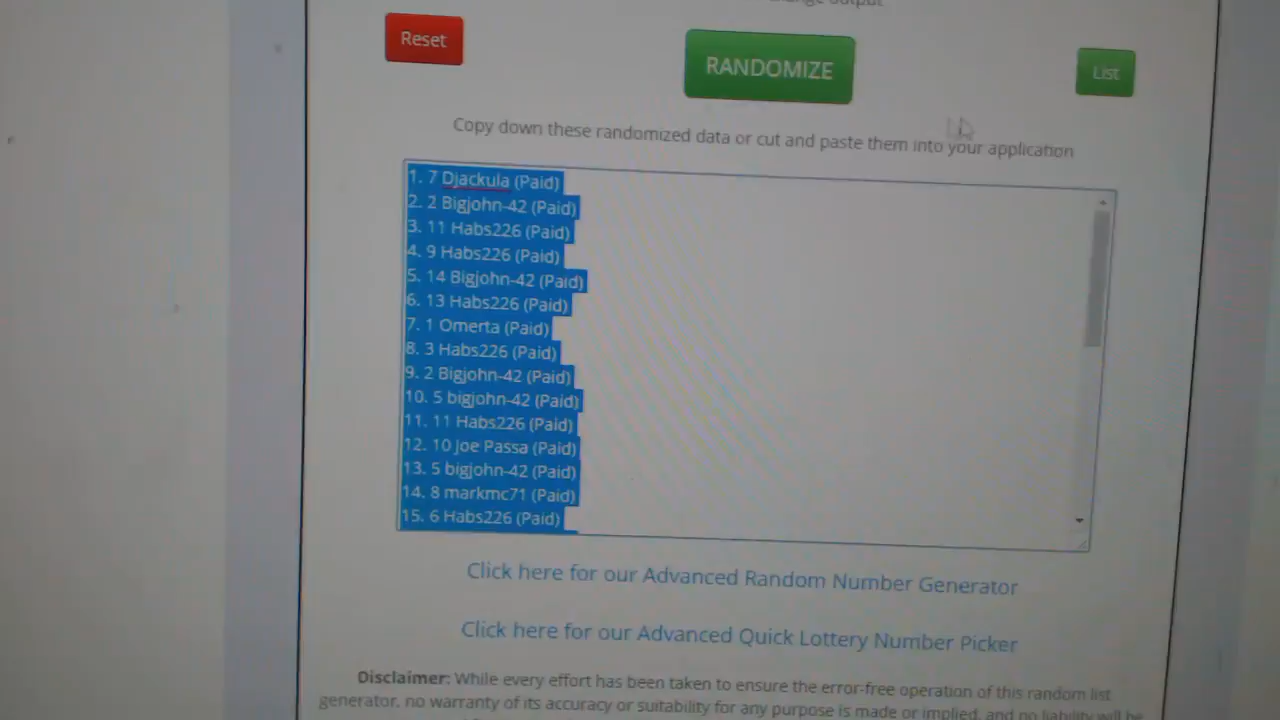 output
Reset
RANDOMIZE
List
Copy down these randomized data or cut and paste them into your application
1. 7 Djackula (Paid)
2. 2 Bigjohn-42 (Paid)
3. 11 Habs226 (Paid)
4. 9 Habs226 (Paid)
5. 14 Bigjohn-42 (Paid)
6. 13 Habs226 (Paid)
7. 1 Omerta (Paid)
8. 3 Habs226 (Paid)
9. 2 Bigjohn-42 (Paid)
10. 5 bigjohn-42 (Paid)
11. 11 Habs226 (Paid)
12. 10 Joe Passa (Paid)
13. 5 bigjohn-42 (Paid)
14. 8 markmc71 (Paid)
15. 6 Habs226 (Paid)
Click here for our Advanced Random Number Generator
Click here for our Advanced Quick Lottery Number Picker
Disclaimer: While every effort has been taken to ensure the error-free operation of this random list
generator, no warranty of its accuracy or suitability for any purpose is made or implied, and no liability will be